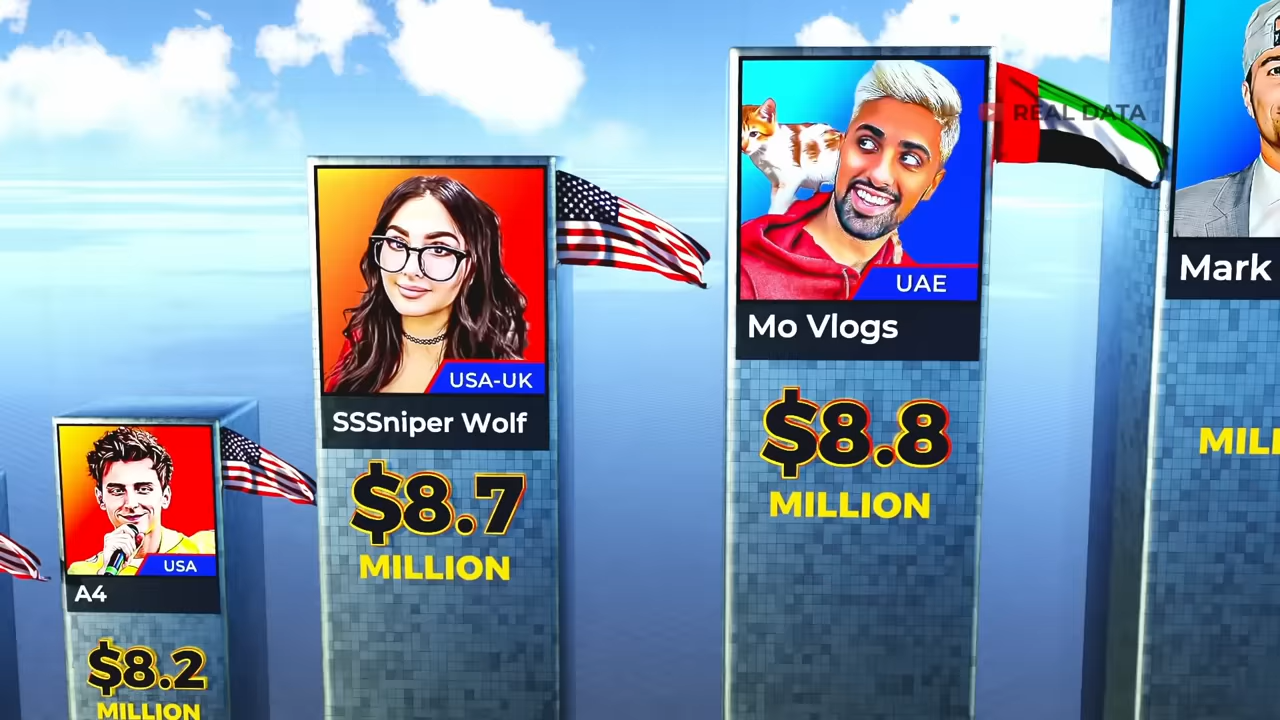 REAL DATA
USA
A4
$8.2
MILLION
USA-UK
SSSniper Wolf
$8.7
MILLION
UAE
Mo Vlogs
$8.8
MILLION
Mark